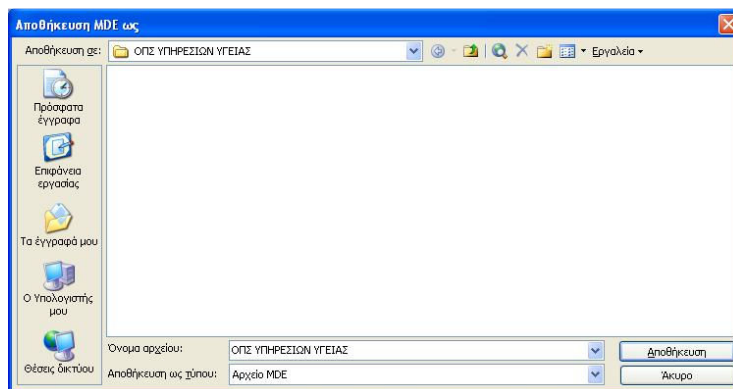 Αποθήκευση MDE ως
Αποθήκευση σε:
ΟΠΣ ΥΠΗΡΕΣΙΩΝ ΥΓΕΙΑΣ
Εργαλεία
Πρόσφατα
έγγραφα
Επιφάνεια
εργασίας
Τα έγγραφά μου
Ο Υπολογιστής
μου
Θέσεις δικτύου
Όνομα αρχείου:
ΟΠΣ ΥΠΗΡΕΣΙΩΝ ΥΓΕΙΑΣ
Αποθήκευση
Αποθήκευση ως τύπου:
Αρχείο MDE
Άκυρο